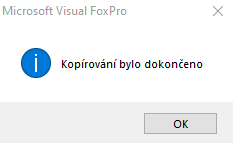 Microsoft Visual FoxPro
Kopírování bylo dokončeno
OK